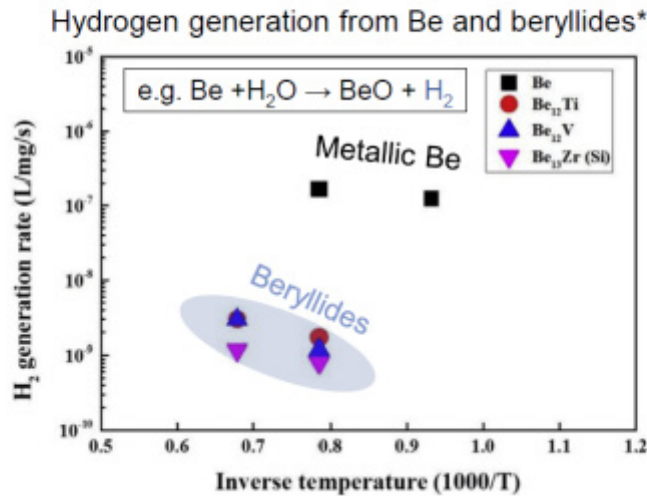 Hydrogen generation from Be and beryllides*
10⁻⁵
e.g. Be +H₂O → BeO + H₂
Be
Be₁₂Ti
Be₁₂V
Be₁₃Zr (Si)
10⁻⁶
Metallic Be
10⁻⁷
10⁻⁸
Beryllides
10⁻⁹
10⁻¹⁰
H₂ generation rate (L/mg/s)
0.5 0.6 0.7 0.8 0.9 1.0 1.1 1.2
Inverse temperature (1000/T)